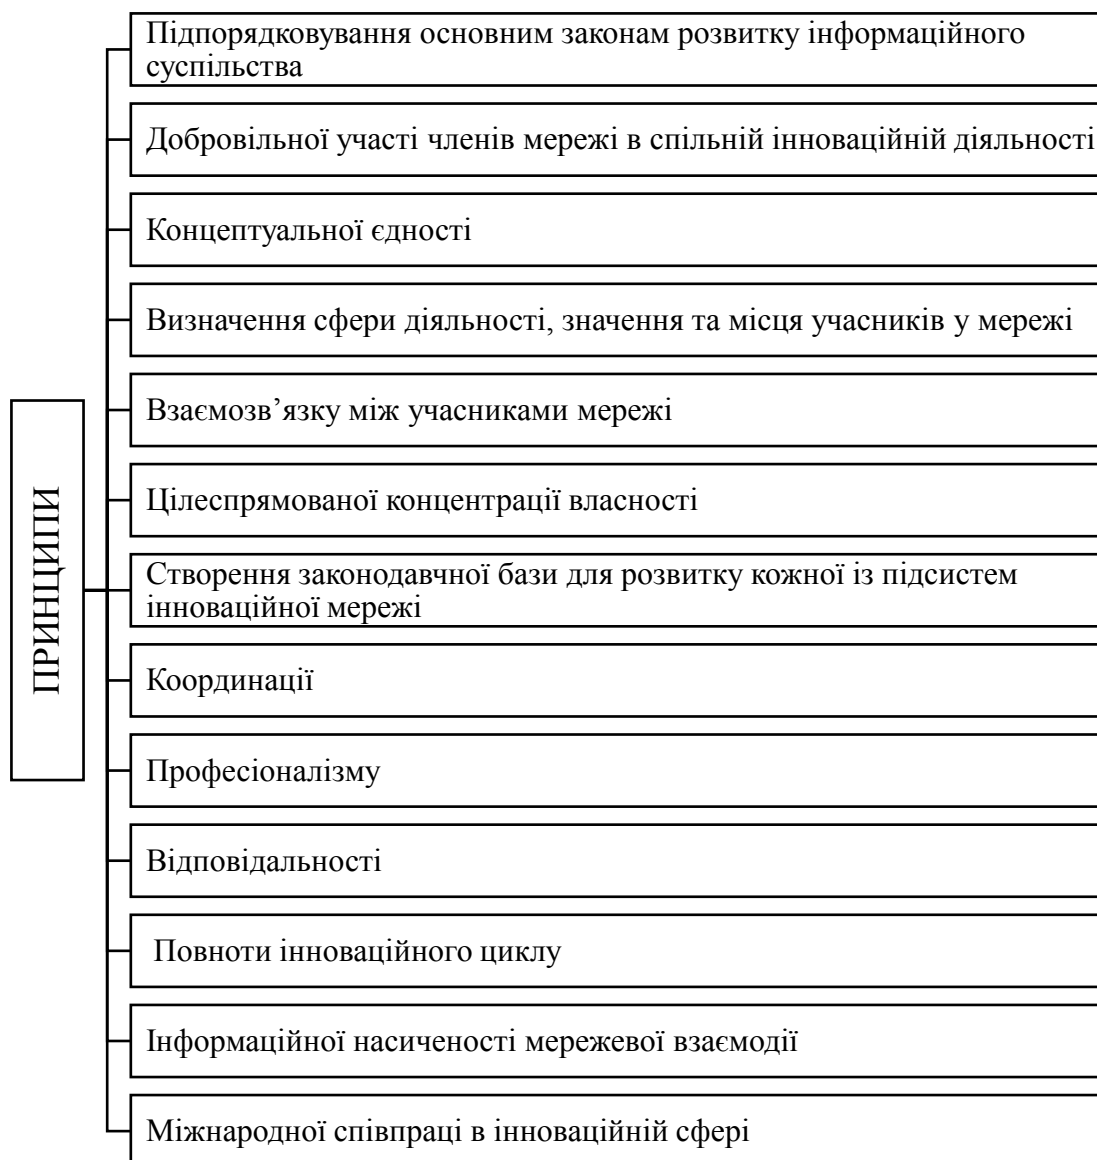 ПРИНЦИПИ
Підпорядковування основним законам розвитку інформаційного
суспільства
Добровільної участі членів мережі в спільній інноваційній діяльності
Концептуальної єдності
Визначення сфери діяльності, значення та місця учасників у мережі
Взаємозв’язку між учасниками мережі
Цілеспрямованої концентрації власності
Створення законодавчної бази для розвитку кожної із підсистем
інноваційної мережі
Координації
Професіоналізму
Відповідальності
Повноти інноваційного циклу
Інформаційної насиченості мережевої взаємодії
Міжнародної співпраці в інноваційній сфері